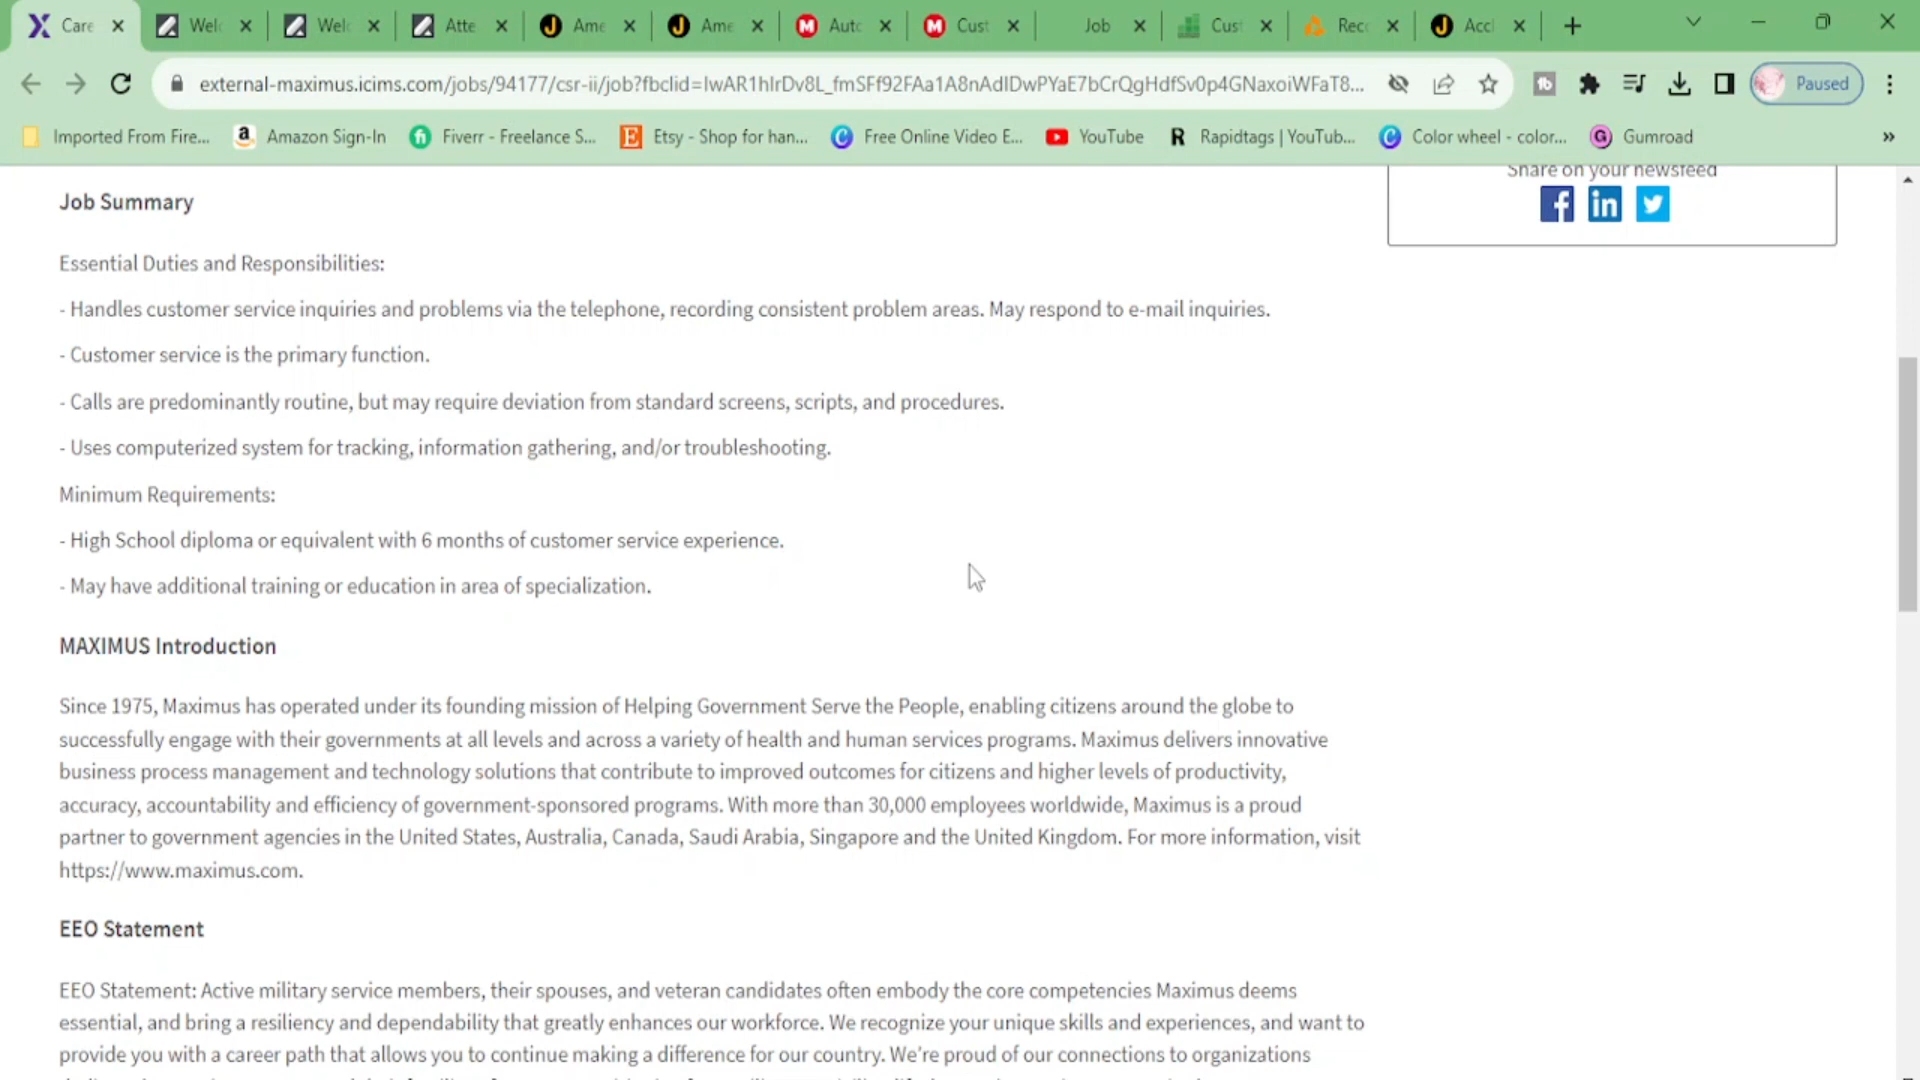 Care
Welc
Welc
Atte
Ame
Ame
Auto
Cust
Job
Cust
Reco
Acc
external-maximus.icims.com/jobs/94177/csr-ii/job?fbclid=IwAR1hIrDv8L_fmSFf92FAa1A8nAdIDwPYaE7bCrQgHdfSv0p4GNaxoiWFaT8...
Paused
Imported From Fire...
Amazon Sign-In
Fiverr - Freelance S...
Etsy - Shop for han...
Free Online Video E...
YouTube
Rapidtags | YouTub...
Color wheel - color...
Gumroad
»
Share on your newsfeed
Job Summary
Essential Duties and Responsibilities:
- Handles customer service inquiries and problems via the telephone, recording consistent problem areas. May respond to e-mail inquiries.
- Customer service is the primary function.
- Calls are predominantly routine, but may require deviation from standard screens, scripts, and procedures.
- Uses computerized system for tracking, information gathering, and/or troubleshooting.
Minimum Requirements:
- High School diploma or equivalent with 6 months of customer service experience.
- May have additional training or education in area of specialization.
MAXIMUS Introduction
Since 1975, Maximus has operated under its founding mission of Helping Government Serve the People, enabling citizens around the globe to
successfully engage with their governments at all levels and across a variety of health and human services programs. Maximus delivers innovative
business process management and technology solutions that contribute to improved outcomes for citizens and higher levels of productivity,
accuracy, accountability and efficiency of government-sponsored programs. With more than 30,000 employees worldwide, Maximus is a proud
partner to government agencies in the United States, Australia, Canada, Saudi Arabia, Singapore and the United Kingdom. For more information, visit
https://www.maximus.com.
EEO Statement
EEO Statement: Active military service members, their spouses, and veteran candidates often embody the core competencies Maximus deems
essential, and bring a resiliency and dependability that greatly enhances our workforce. We recognize your unique skills and experiences, and want to
provide you with a career path that allows you to continue making a difference for our country. We're proud of our connections to organizations